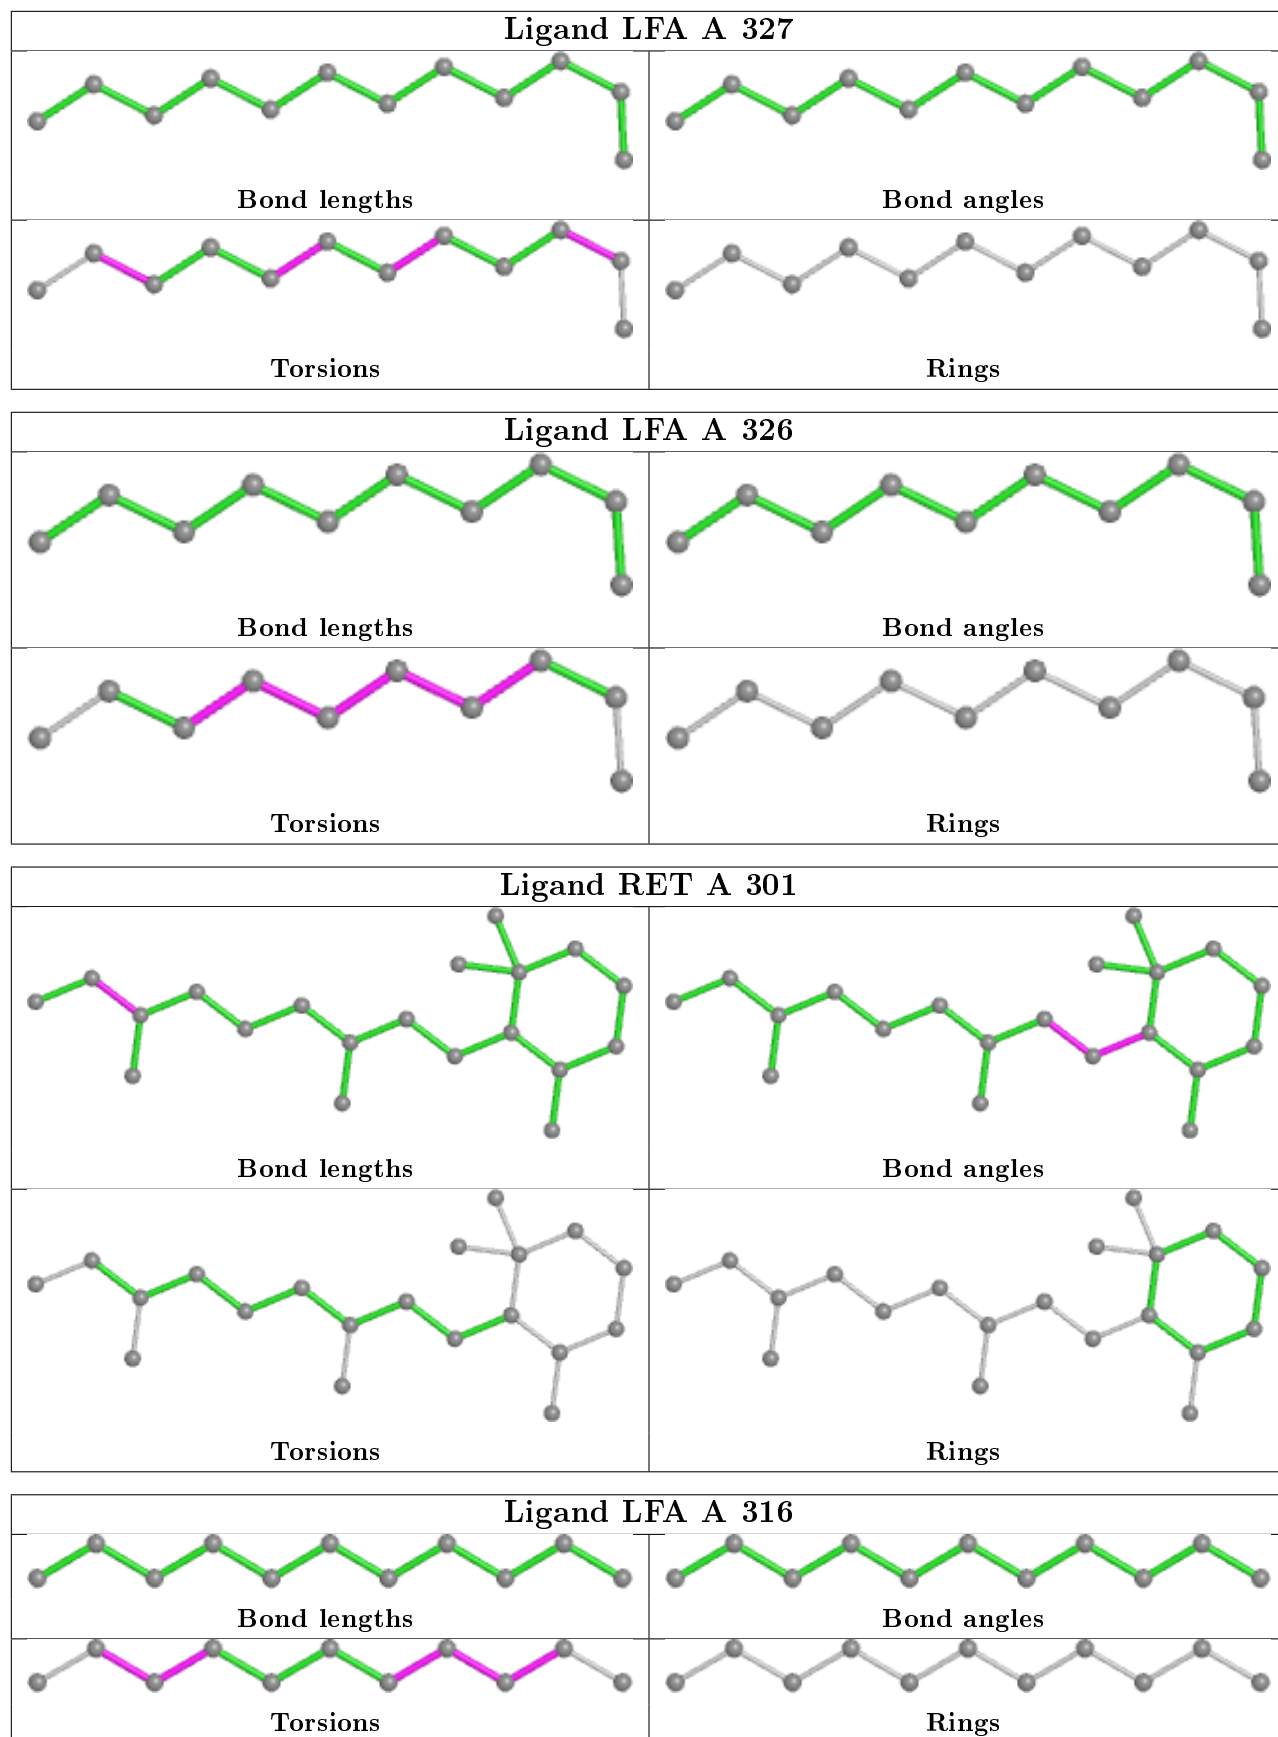 Ligand LFA A 327
Bond lengths
Bond angles
Torsions
Rings
Ligand LFA A 326
Bond lengths
Bond angles
Torsions
Rings
Ligand RET A 301
Bond lengths
Bond angles
Torsions
Rings
Ligand LFA A 316
Bond lengths
Bond angles
Torsions
Rings